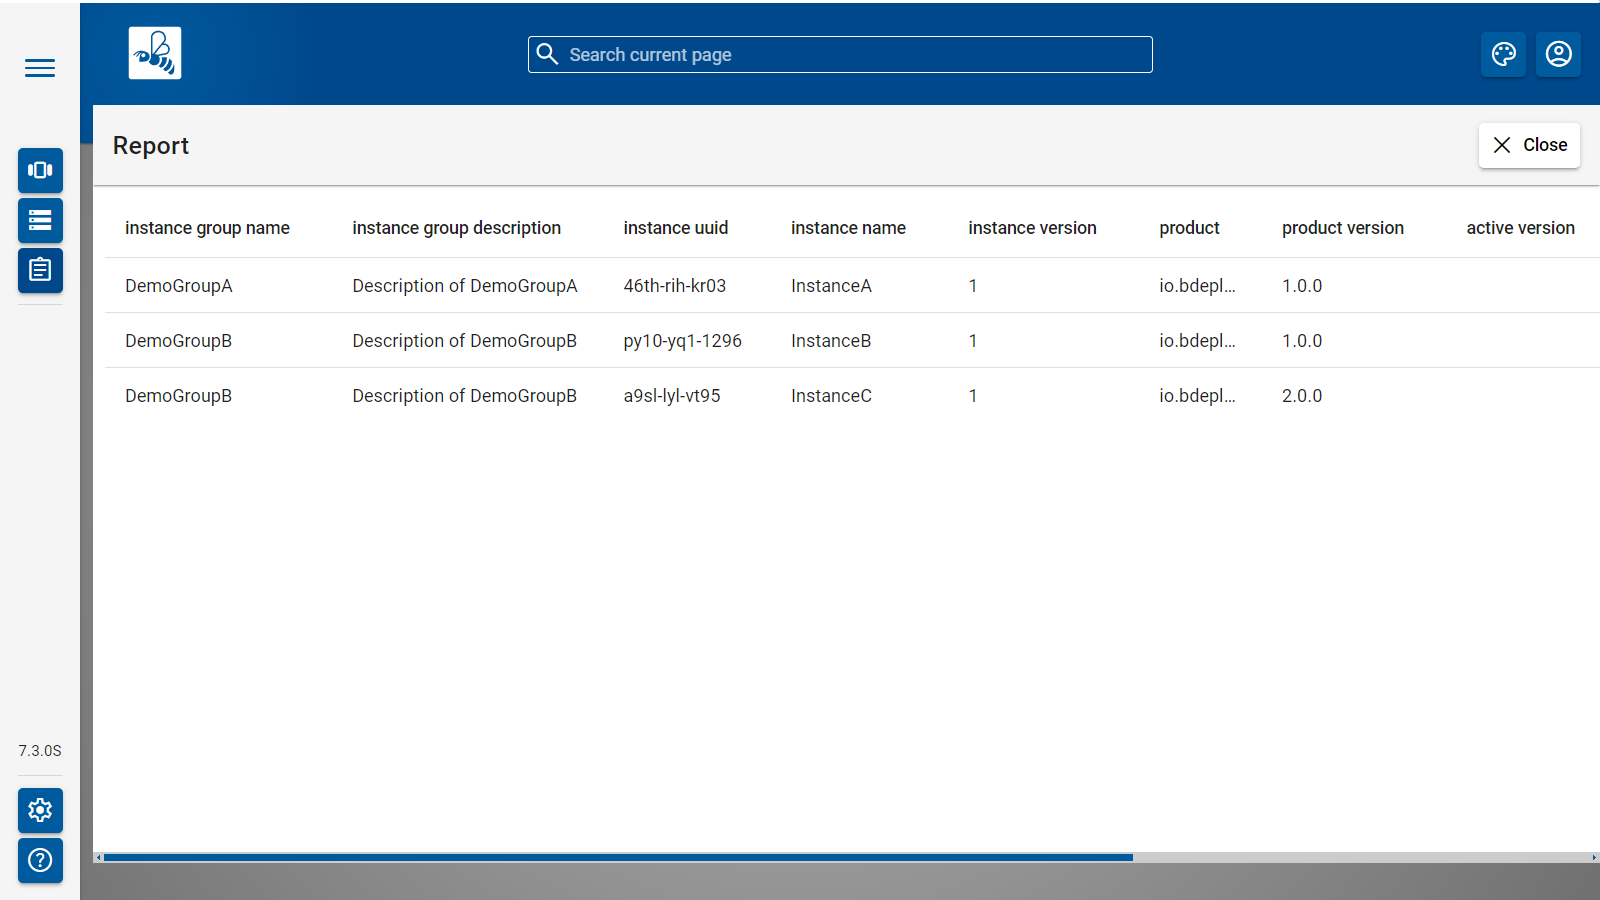 Search current page
Report
Close
instance group name instance group description instance uuid instance name instance version product product version active version
DemoGroupA Description of DemoGroupA 46th-rih-kr03 InstanceA 1 io.bdepl... 1.0.0
DemoGroupB Description of DemoGroupB py10-yq1-1296 InstanceB 1 io.bdepl... 1.0.0
DemoGroupB Description of DemoGroupB a9sl-lyl-vt95 InstanceC 1 io.bdepl... 2.0.0
7.3.0S